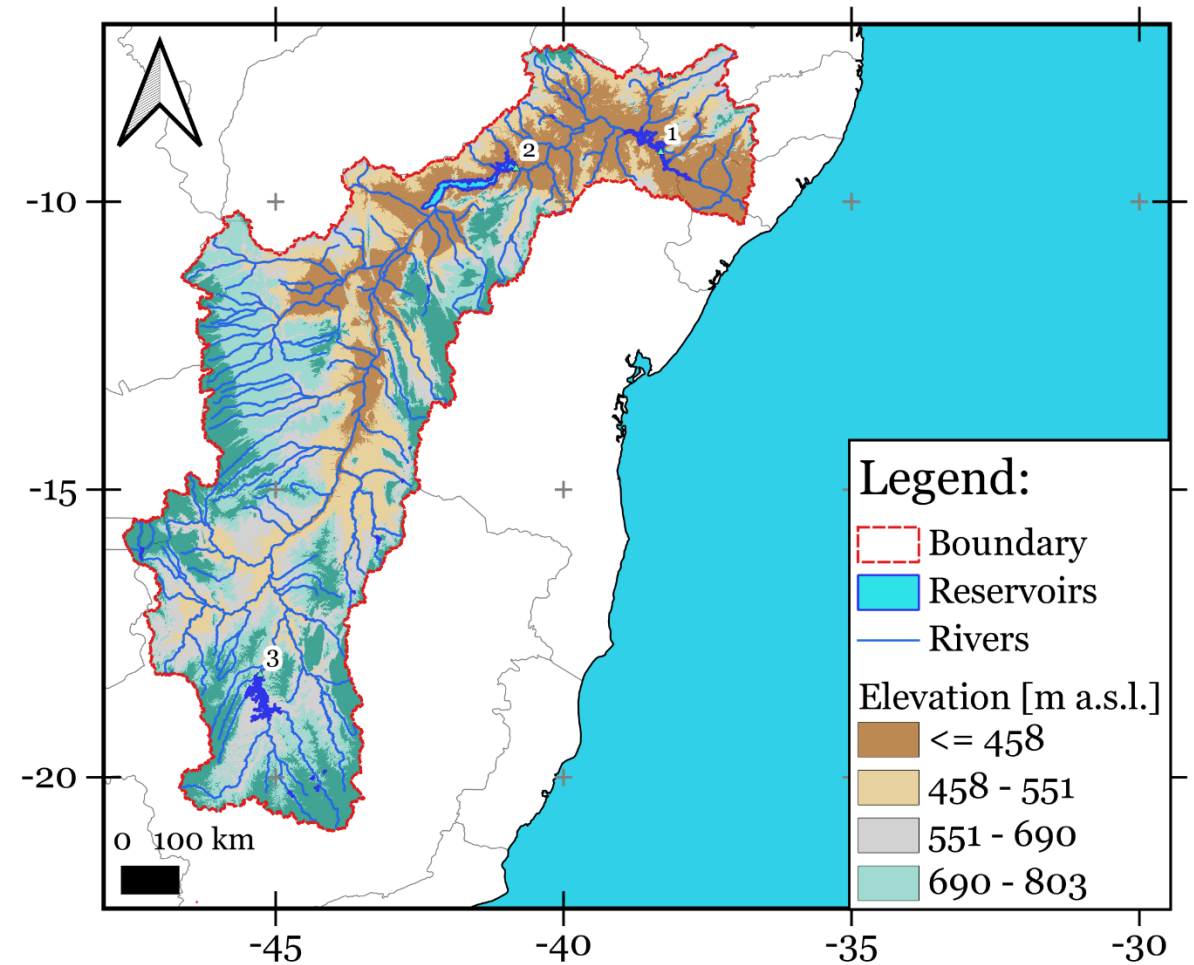 1
2
-10
-15
3
-20
0 100 km
Legend:
Boundary
Reservoirs
Rivers
Elevation [m a.s.l.]
<= 458
458 - 551
551 - 690
690 - 803
-45 -40 -35 -30